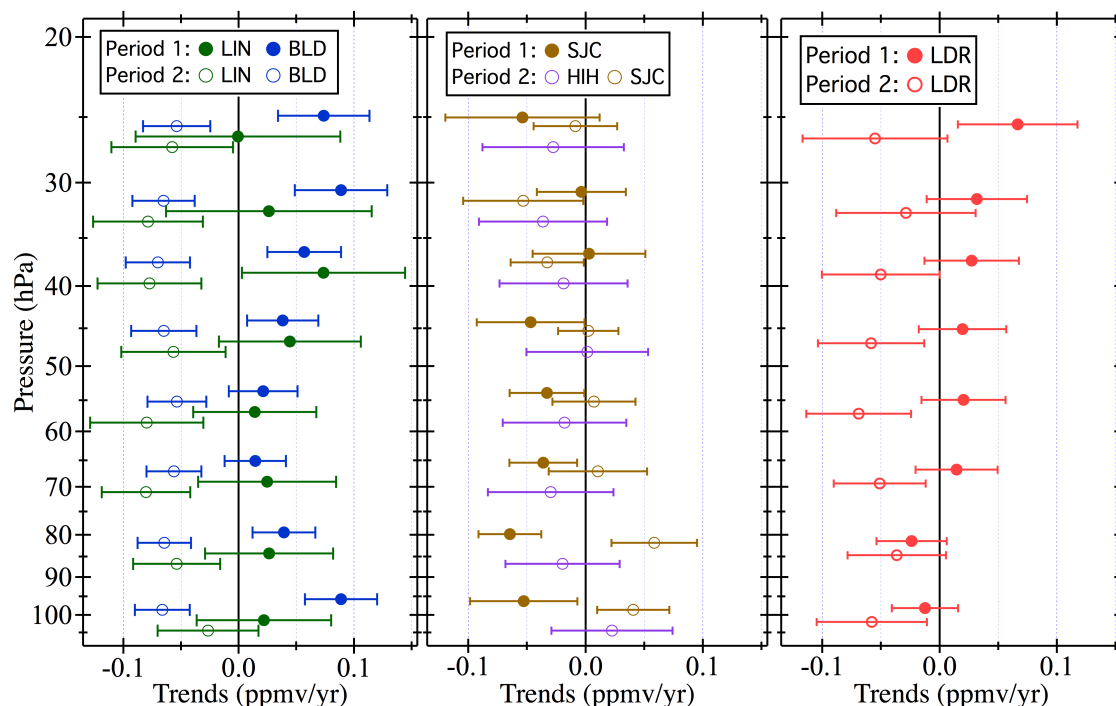 Period 1: LIN BLD
Period 2: LIN BLD
Period 1: SJC
Period 2: HIH SJC
Period 1: LDR
Period 2: LDR
Pressure (hPa)
20
30
40
50
60
70
80
90
100
-0.1 0.0 0.1
-0.1 0.0 0.1
-0.1 0.0 0.1
Trends (ppmv/yr)
Trends (ppmv/yr)
Trends (ppmv/yr)